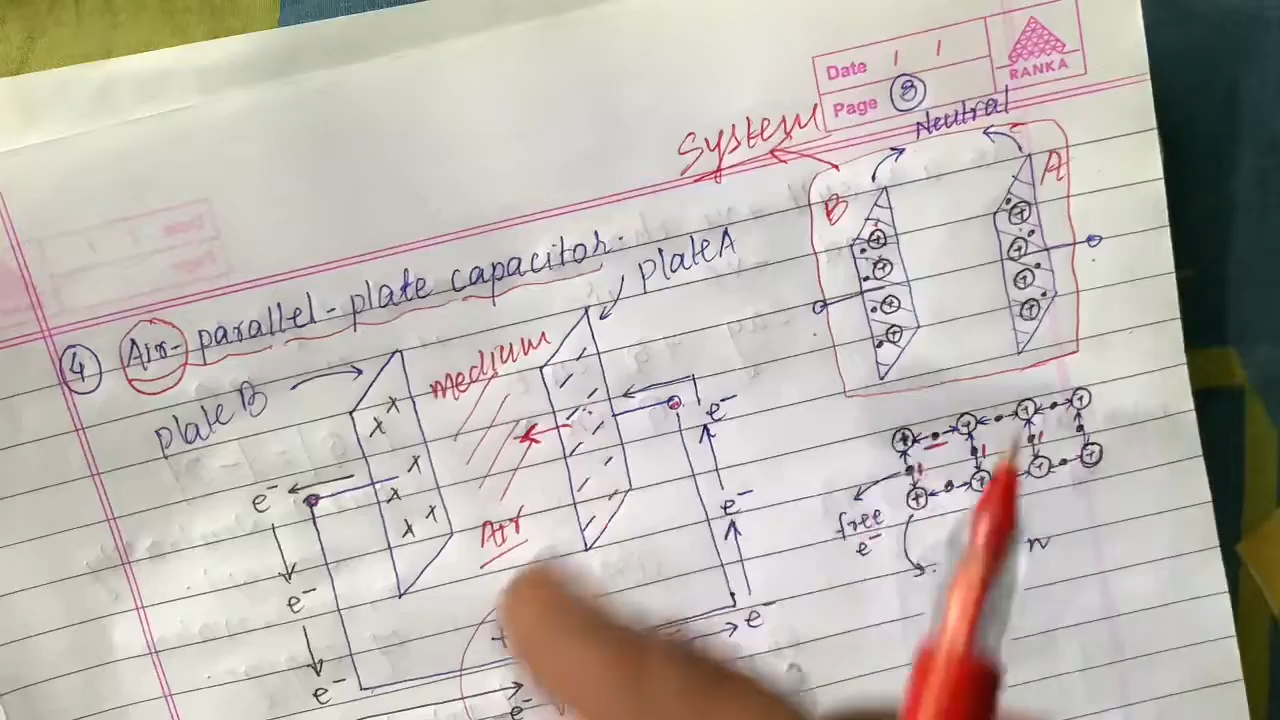 Date / /
RANKA
Page 8
System
Neutral
B
A
4 Air-parallel-plate capacitor.
plate A
plate B
Medium
e⁻
e⁻
e⁻
Air
free
e⁻
e⁻
e⁻
e⁻
e⁻